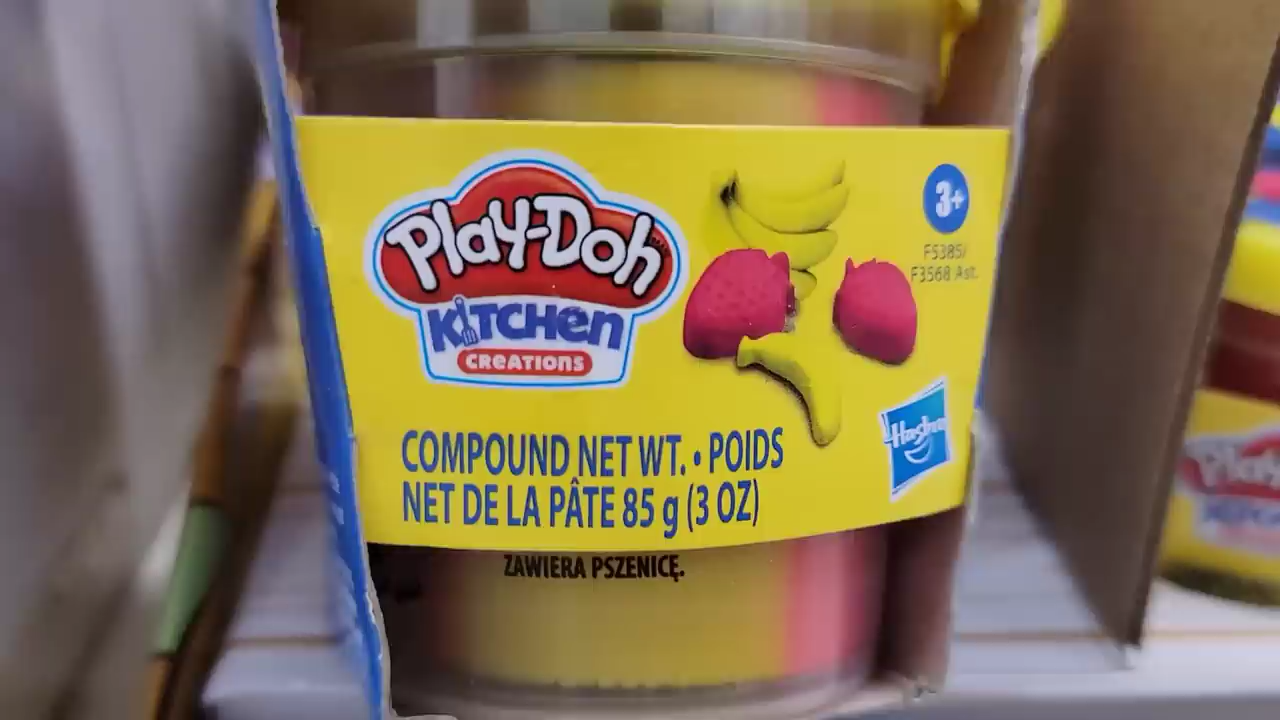 Play-Doh
KITCHEN
CREATIONS
3+
F5385/
F3568 Ast.
Hasbro
COMPOUND NET WT. • POIDS
NET DE LA PÂTE 85 g (3 OZ)
ZAWIERA PSZENICĘ.
Play